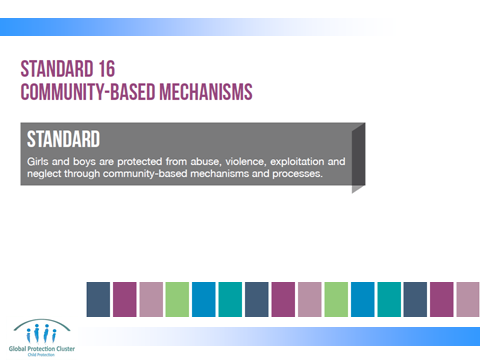 STANDARD 16
COMMUNITY-BASED MECHANISMS
STANDARD
Girls and boys are protected from abuse, violence, exploitation and
neglect through community-based mechanisms and processes.
Global Protection Cluster
Child Protection